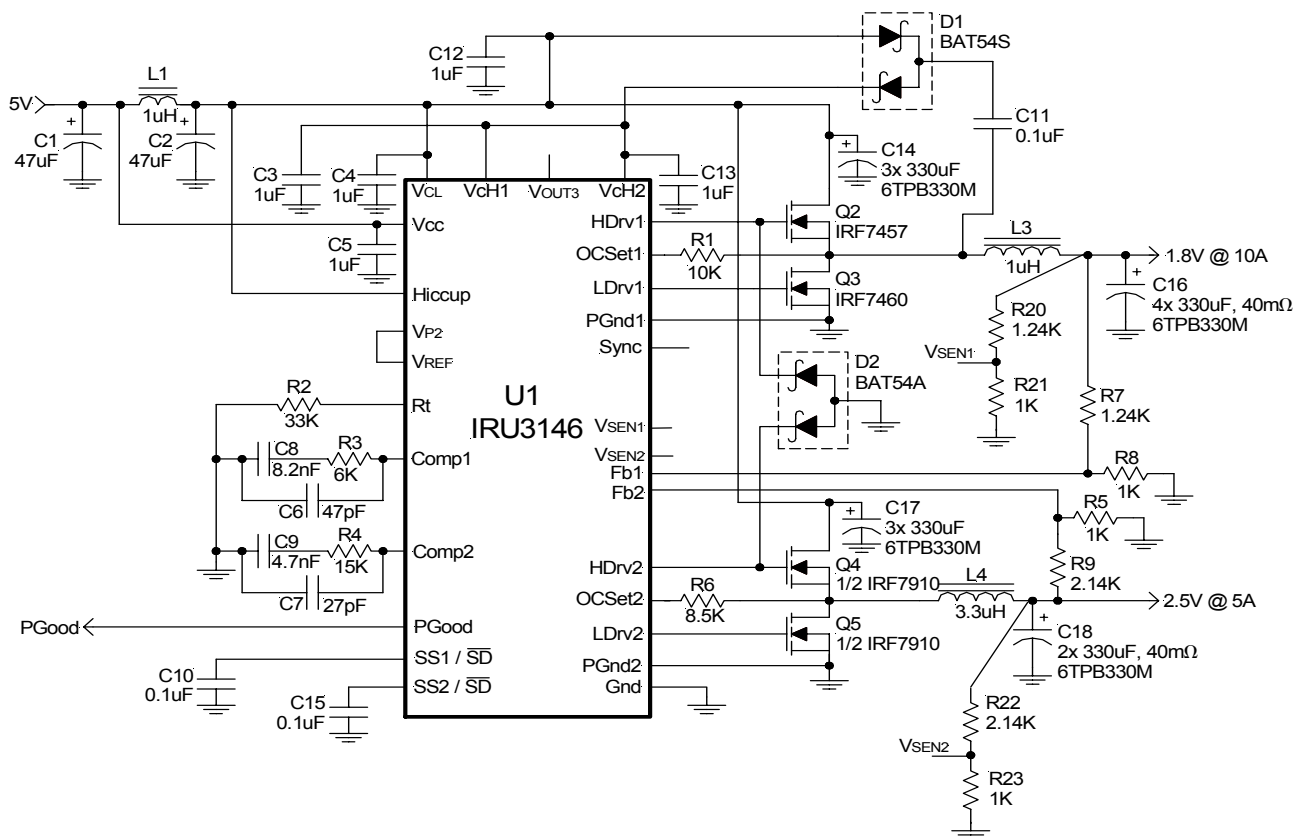 D1
BAT54S
C12
1uF
L1
5V
1uH
C1
47uF
C2
47uF
C11
0.1uF
C3
1uF
C4
1uF
C13
1uF
C14
3x 330uF
6TPB330M
VCL
VcH1
VOUT3
VcH2
Vcc
C5
1uF
HDrv1
Q2
IRF7457
OCSet1
R1
10K
L3
1uH
1.8V @ 10A
Hiccup
LDrv1
Q3
IRF7460
C16
4x 330uF, 40mΩ
6TPB330M
PGnd1
R20
1.24K
VP2
Sync
VREF
D2
BAT54A
VSEN1
R21
1K
R7
1.24K
R2
33K
Rt
U1
IRU3146
VSEN1
VSEN2
C8
8.2nF
R3
6K
Comp1
Fb1
R8
1K
Fb2
C6
47pF
C17
3x 330uF
6TPB330M
R5
1K
C9
4.7nF
R4
15K
Comp2
HDrv2
Q4
1/2 IRF7910
R9
2.14K
C7
27pF
OCSet2
R6
8.5K
L4
3.3uH
2.5V @ 5A
PGood
PGood
LDrv2
Q5
1/2 IRF7910
C18
2x 330uF, 40mΩ
6TPB330M
SS1 / SD
PGnd2
C10
0.1uF
SS2 / SD
Gnd
C15
0.1uF
R22
2.14K
VSEN2
R23
1K